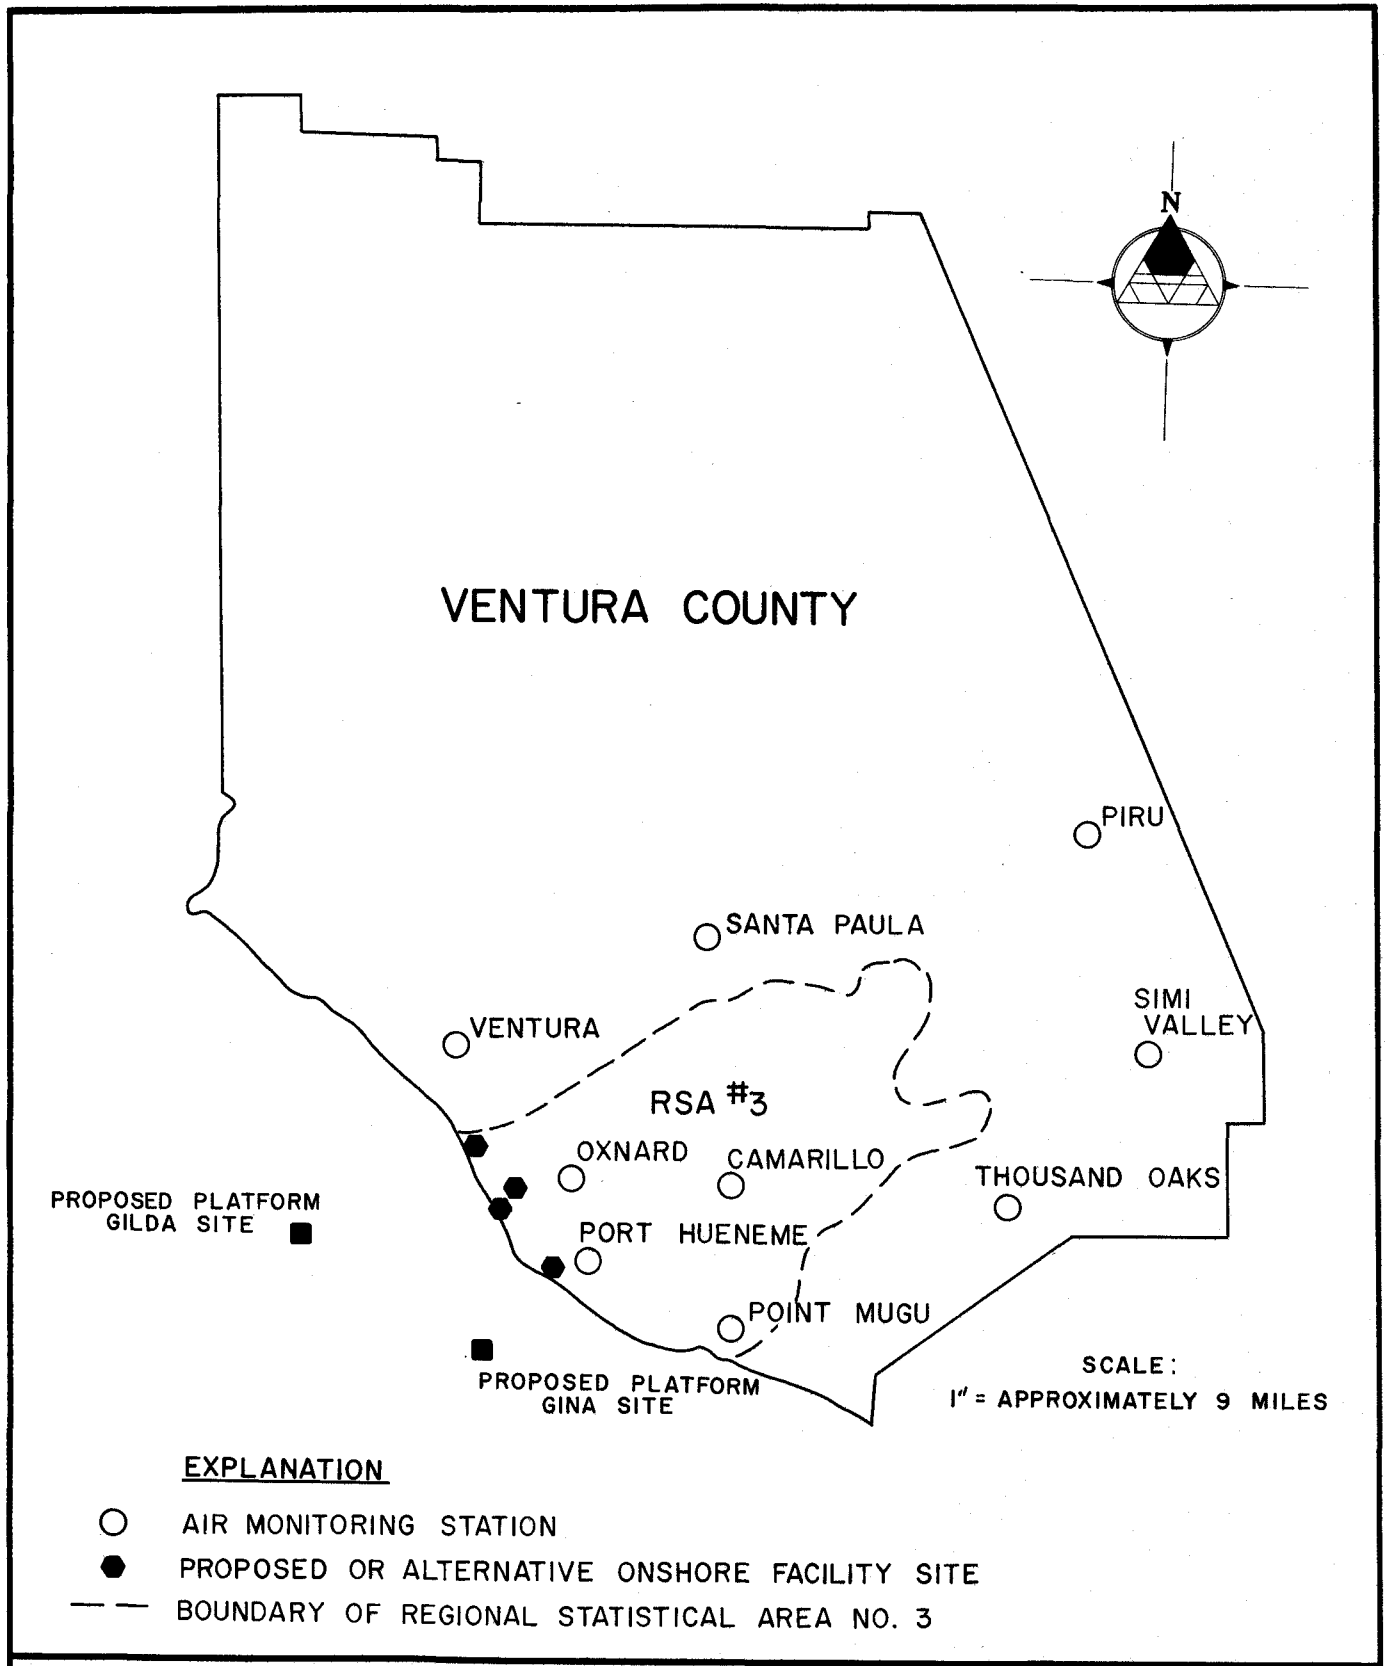 N
VENTURA COUNTY
PIRU
SANTA PAULA
SIMI
VALLEY
VENTURA
RSA #3
OXNARD
CAMARILLO
THOUSAND OAKS
PROPOSED PLATFORM
GILDA SITE
PORT HUENEME
POINT MUGU
PROPOSED PLATFORM
GINA SITE
SCALE:
1" = APPROXIMATELY 9 MILES
EXPLANATION
AIR MONITORING STATION
PROPOSED OR ALTERNATIVE ONSHORE FACILITY SITE
BOUNDARY OF REGIONAL STATISTICAL AREA NO. 3